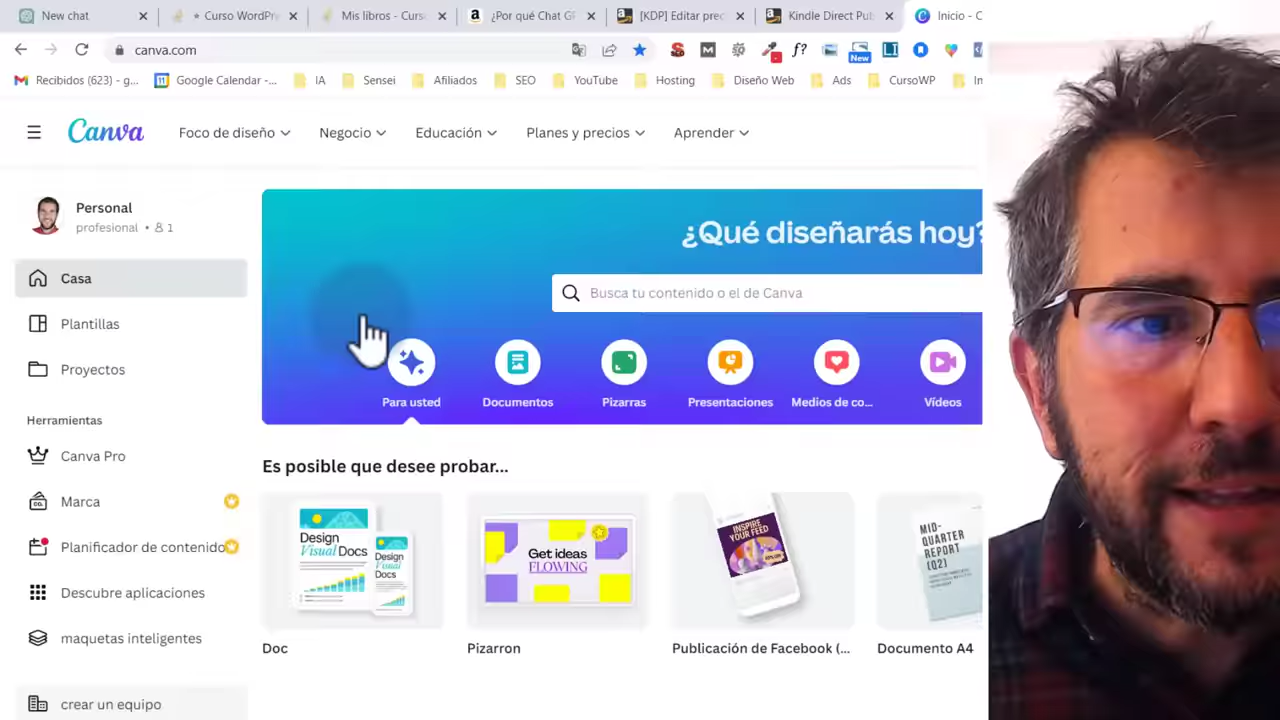 New chat
* Curso WordPr
Mis libros - Curs
¿Por qué Chat G
[KDP] Editar prec
Kindle Direct Pu
Inicio - C
canva.com
New
Recibidos (623) - g...
Google Calendar -...
IA
Sensei
Afiliados
SEO
YouTube
Hosting
Diseño Web
Ads
CursoWP
Canva
Foco de diseño
Negocio
Educación
Planes y precios
Aprender
Personal
profesional • 1
Casa
Plantillas
Proyectos
Herramientas
Canva Pro
Marca
Planificador de contenido
Descubre aplicaciones
maquetas inteligentes
crear un equipo
¿Qué diseñarás hoy?
Busca tu contenido o el de Canva
Para usted
Documentos
Pizarras
Presentaciones
Medios de co...
Vídeos
Es posible que desee probar...
Design
Visual Docs
Design
Visual
Docs
Get ideas
FLOWING
INSPIRE
YOUR FEED
MID-
QUARTER
REPORT
(Q2)
Doc
Pizarron
Publicación de Facebook (...
Documento A4